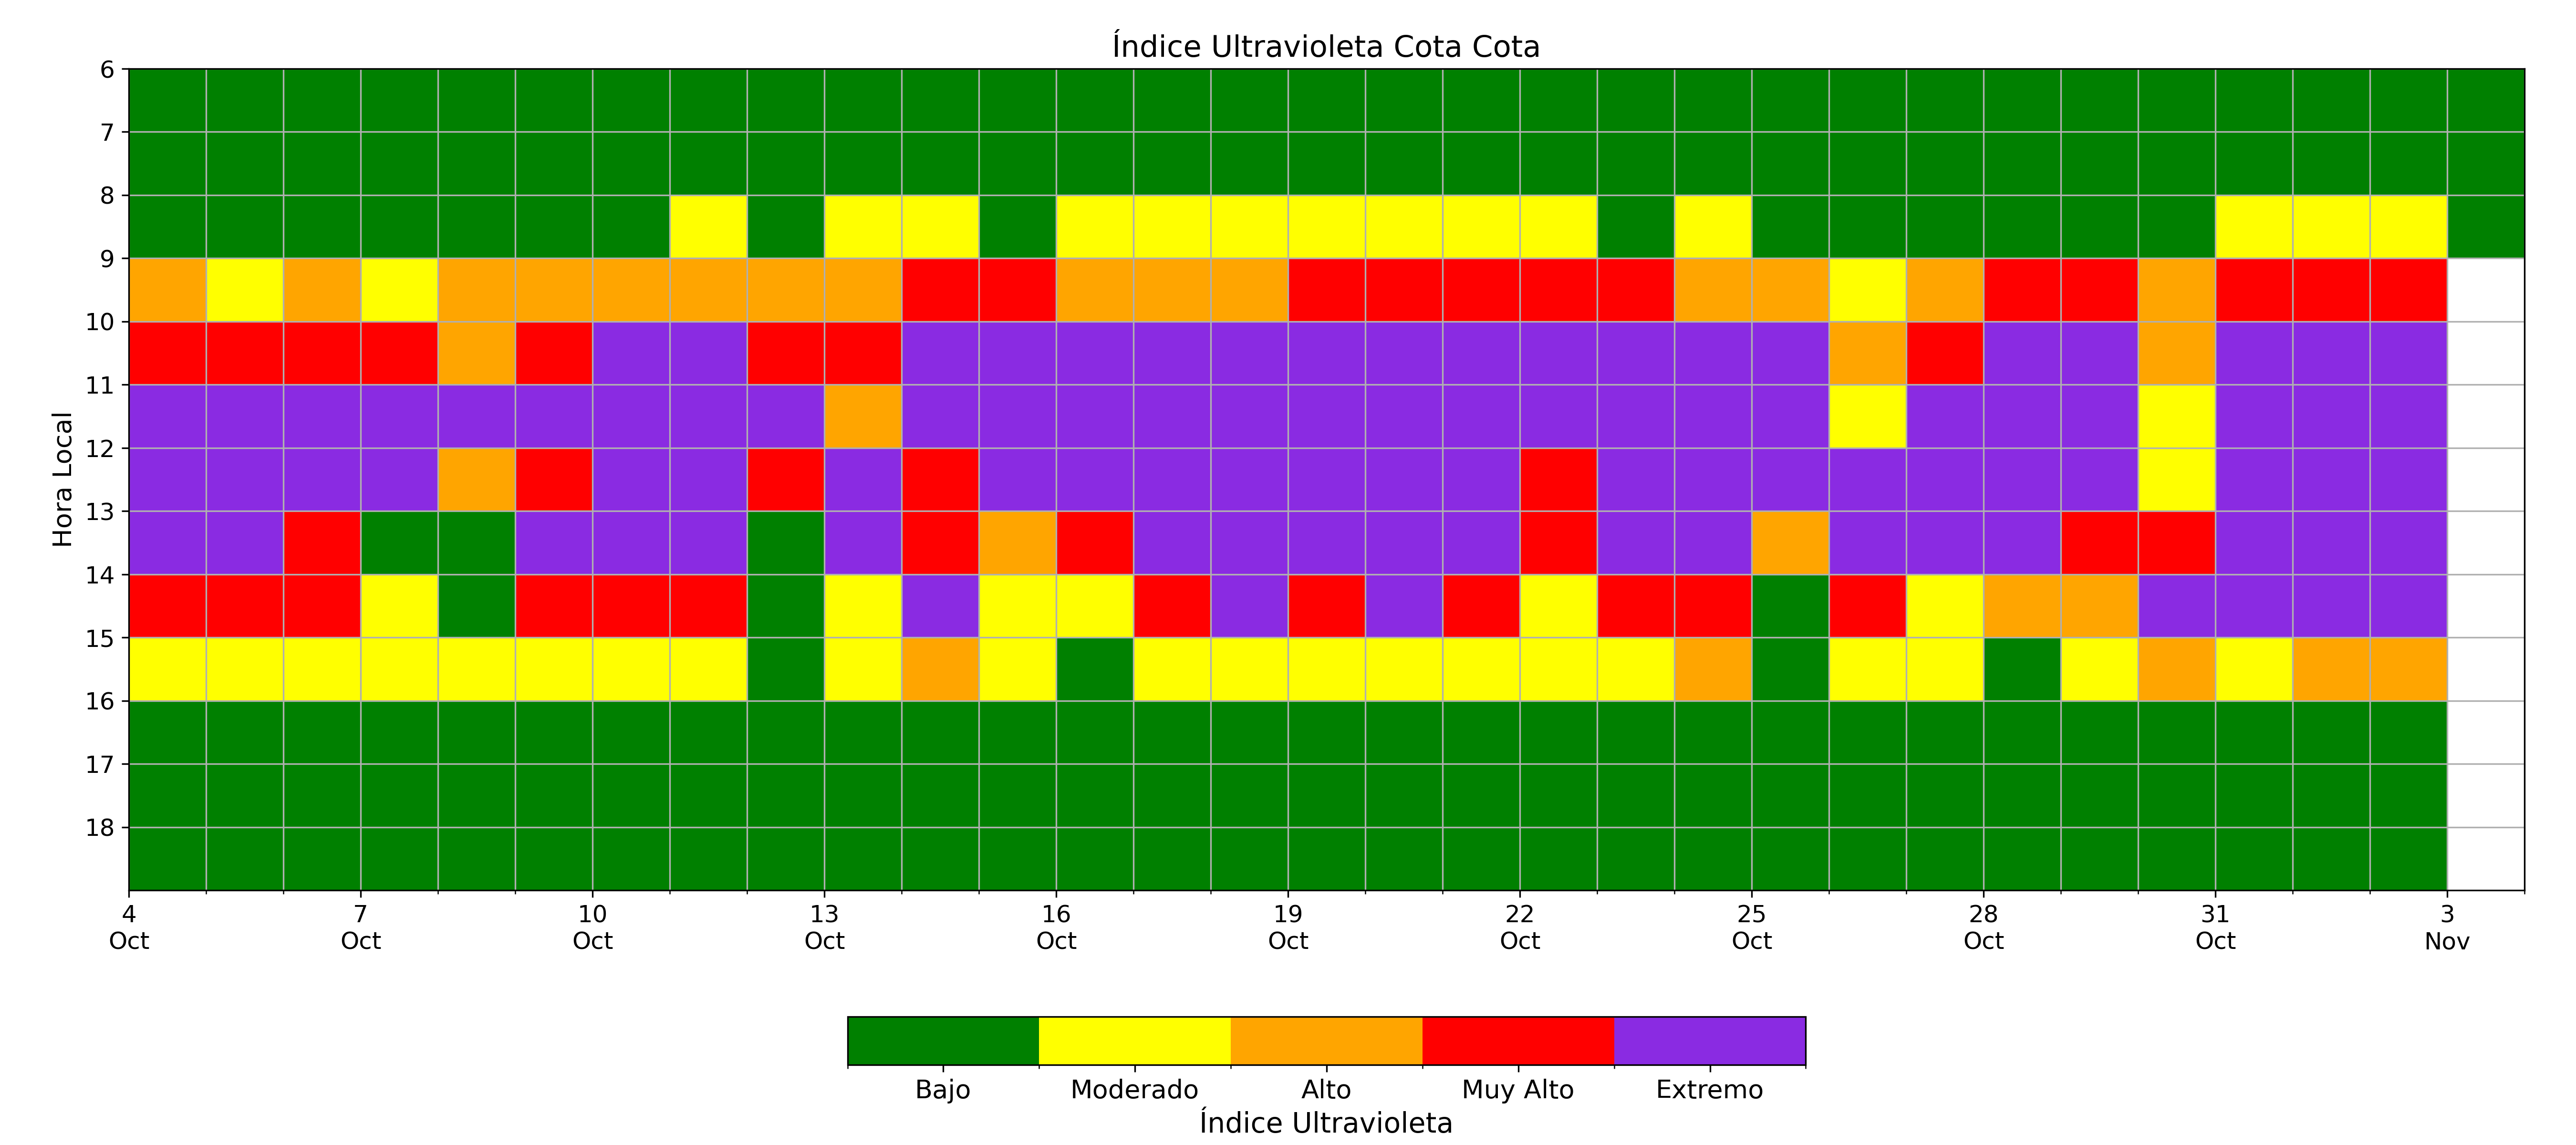 Índice Ultravioleta Cota Cota
Hora Local
6
7
8
9
10
11
12
13
14
15
16
17
18
4 7 10 13 16 19 22 25 28 31 3
Oct Oct Oct Oct Oct Oct Oct Oct Oct Oct Nov
Bajo Moderado Alto Muy Alto Extremo
Índice Ultravioleta